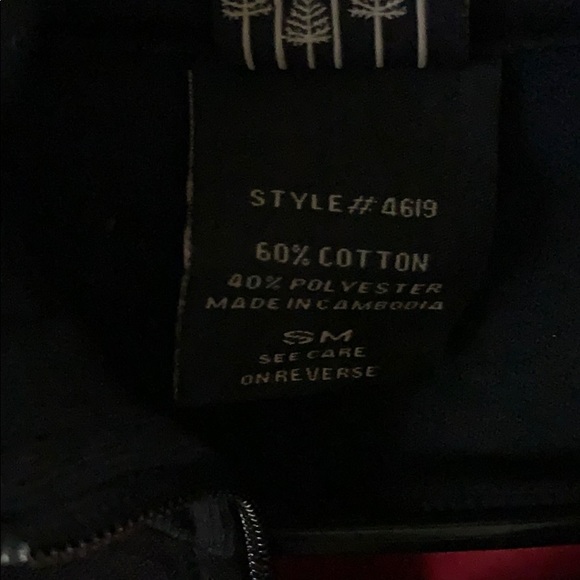 STYLE# 4619
60% COTTON
40% POLYESTER
MADE IN CAMBODIA
SM
SEE CARE
ON REVERSE